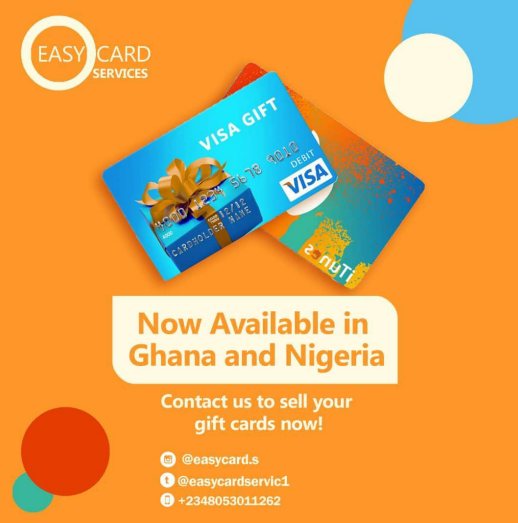 EASY CARD
SERVICES
VISA GIFT
4000 1234 5678 9010
4000
12/12
DEBIT
VISA
CARDHOLDER NAME
iTunes
Now Available in
Ghana and Nigeria
Contact us to sell your
gift cards now!
@easycard.s
t @easycardservic1
+2348053011262